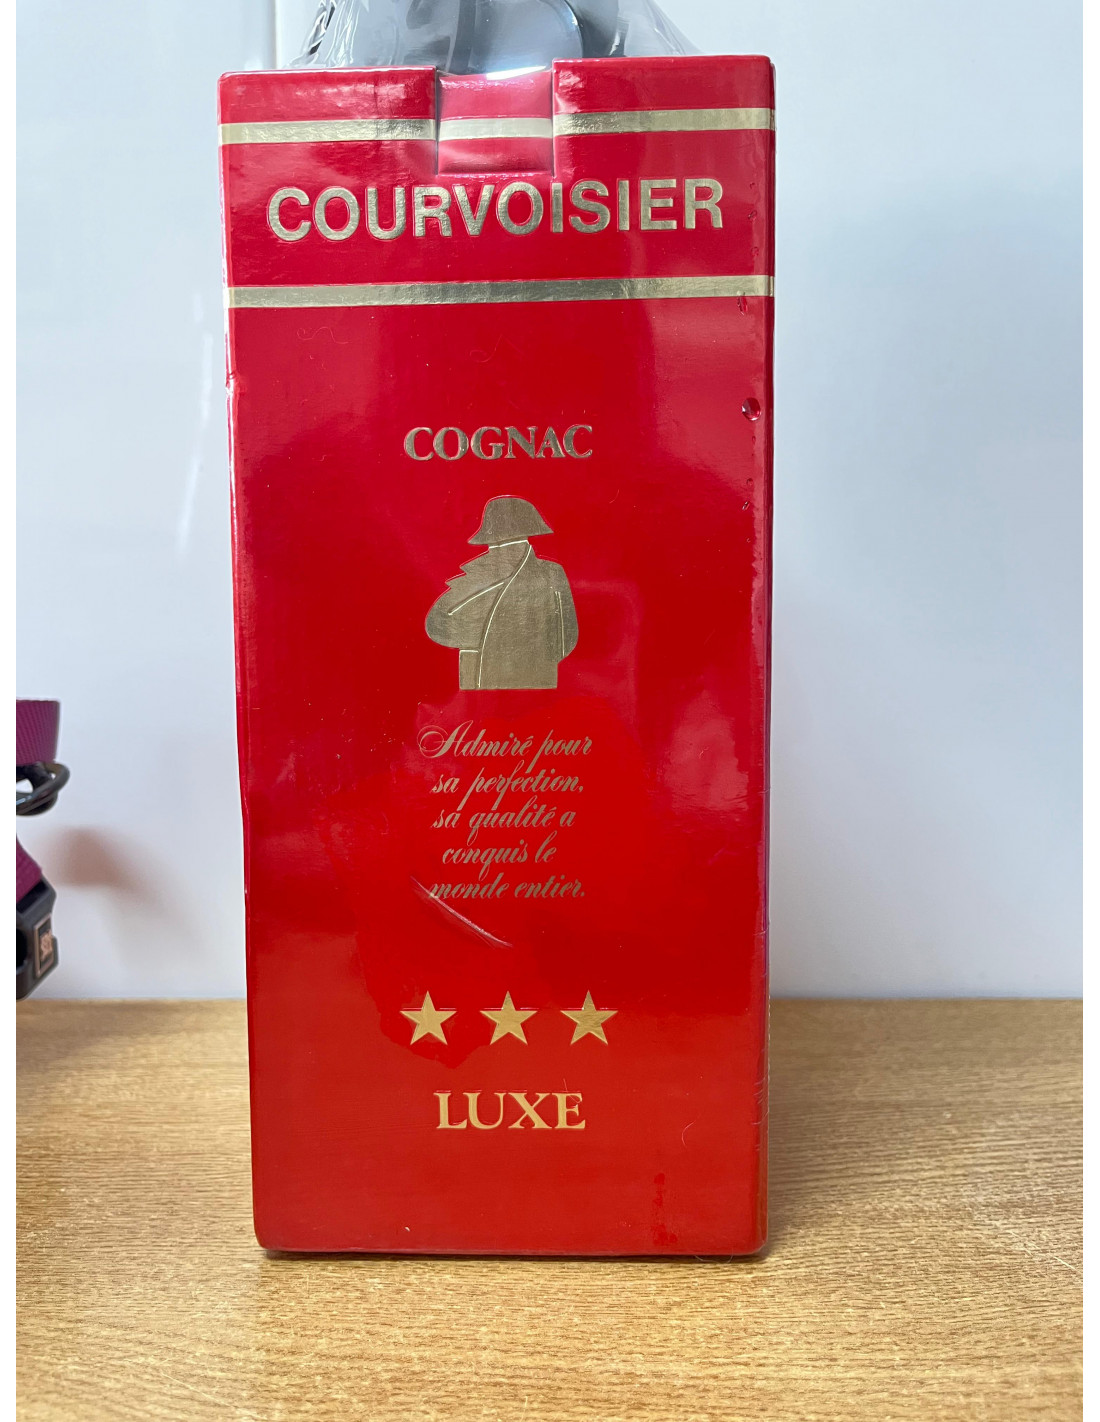 COURVOISIER
COGNAC
Admiré pour
sa perfection,
sa qualité a
conquis le
monde entier.
LUXE